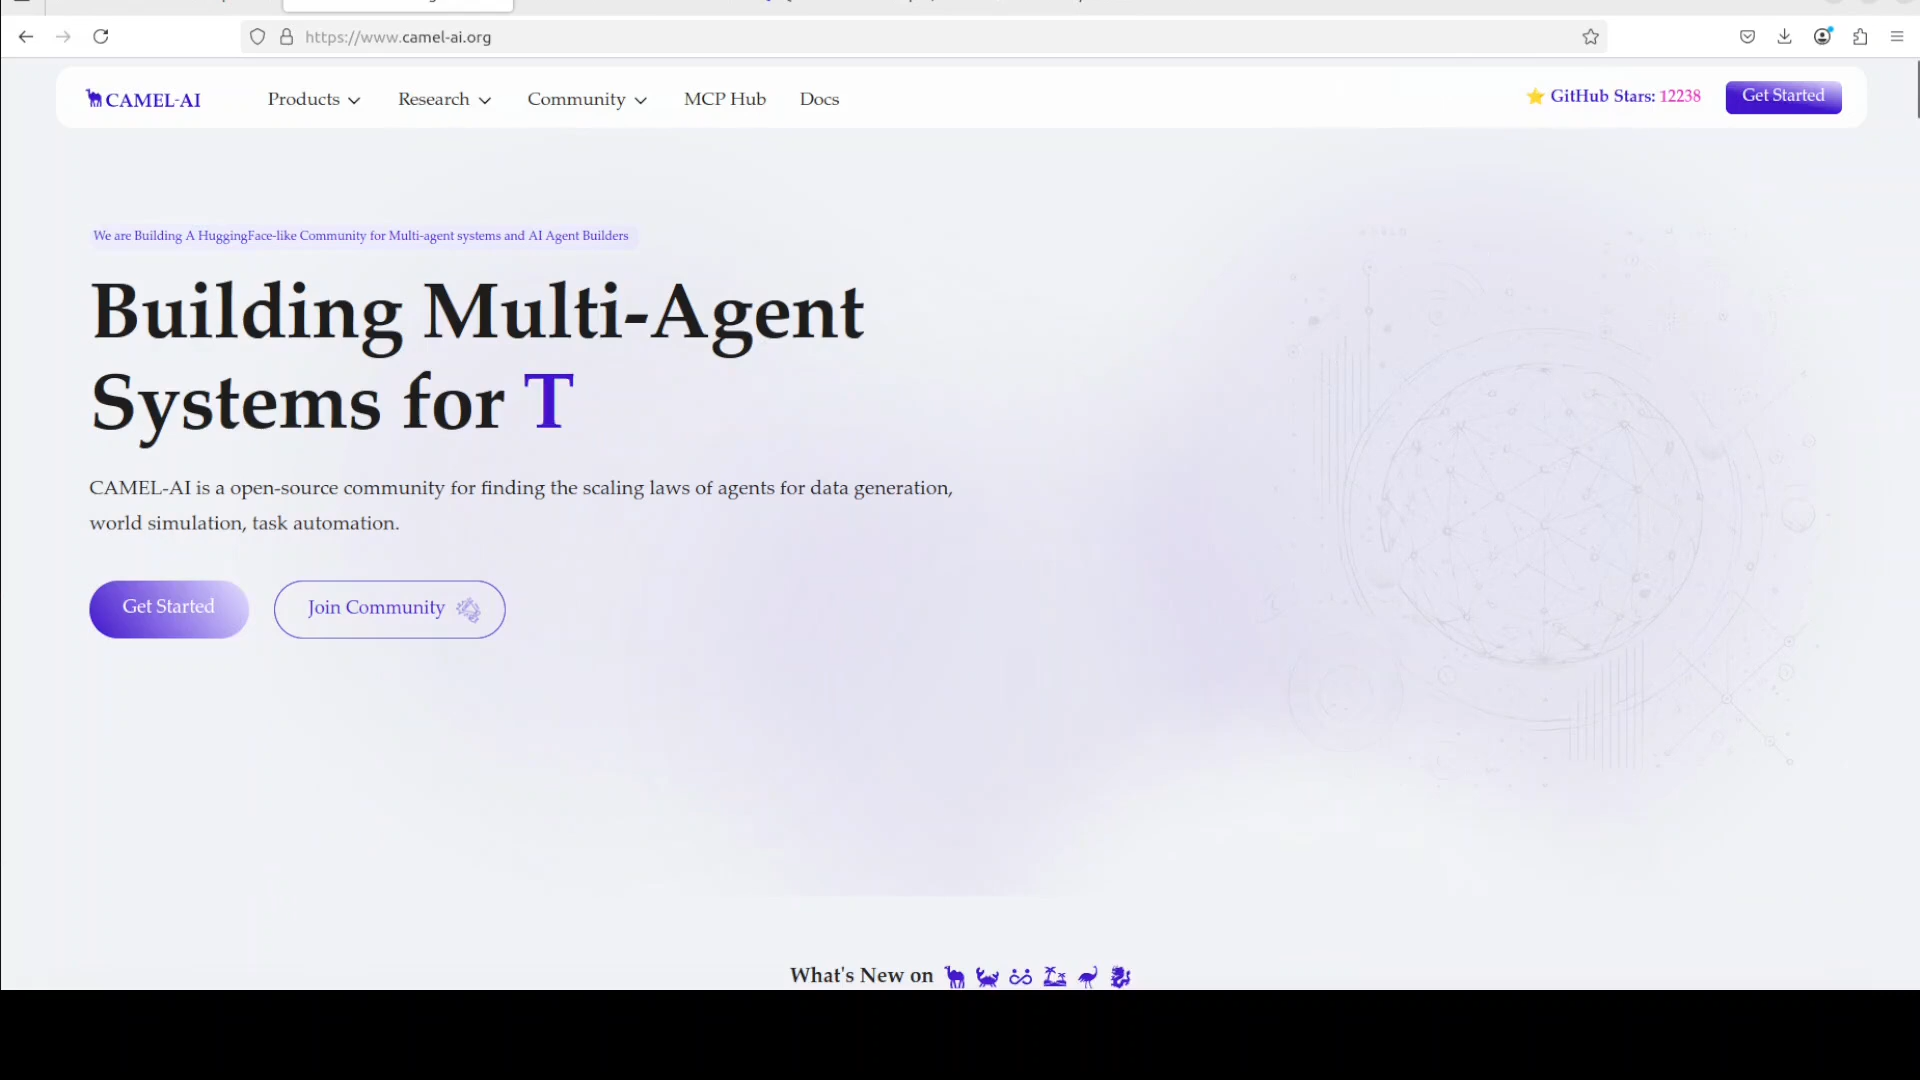 https://www.camel-ai.org
CAMEL-AI
Products
Research
Community
MCP Hub
Docs
GitHub Stars: 12238
Get Started
We are Building A HuggingFace-like Community for Multi-agent systems and AI Agent Builders
Building Multi-Agent
Systems for T
CAMEL-AI is a open-source community for finding the scaling laws of agents for data generation,
world simulation, task automation.
Get Started
Join Community
What's New on